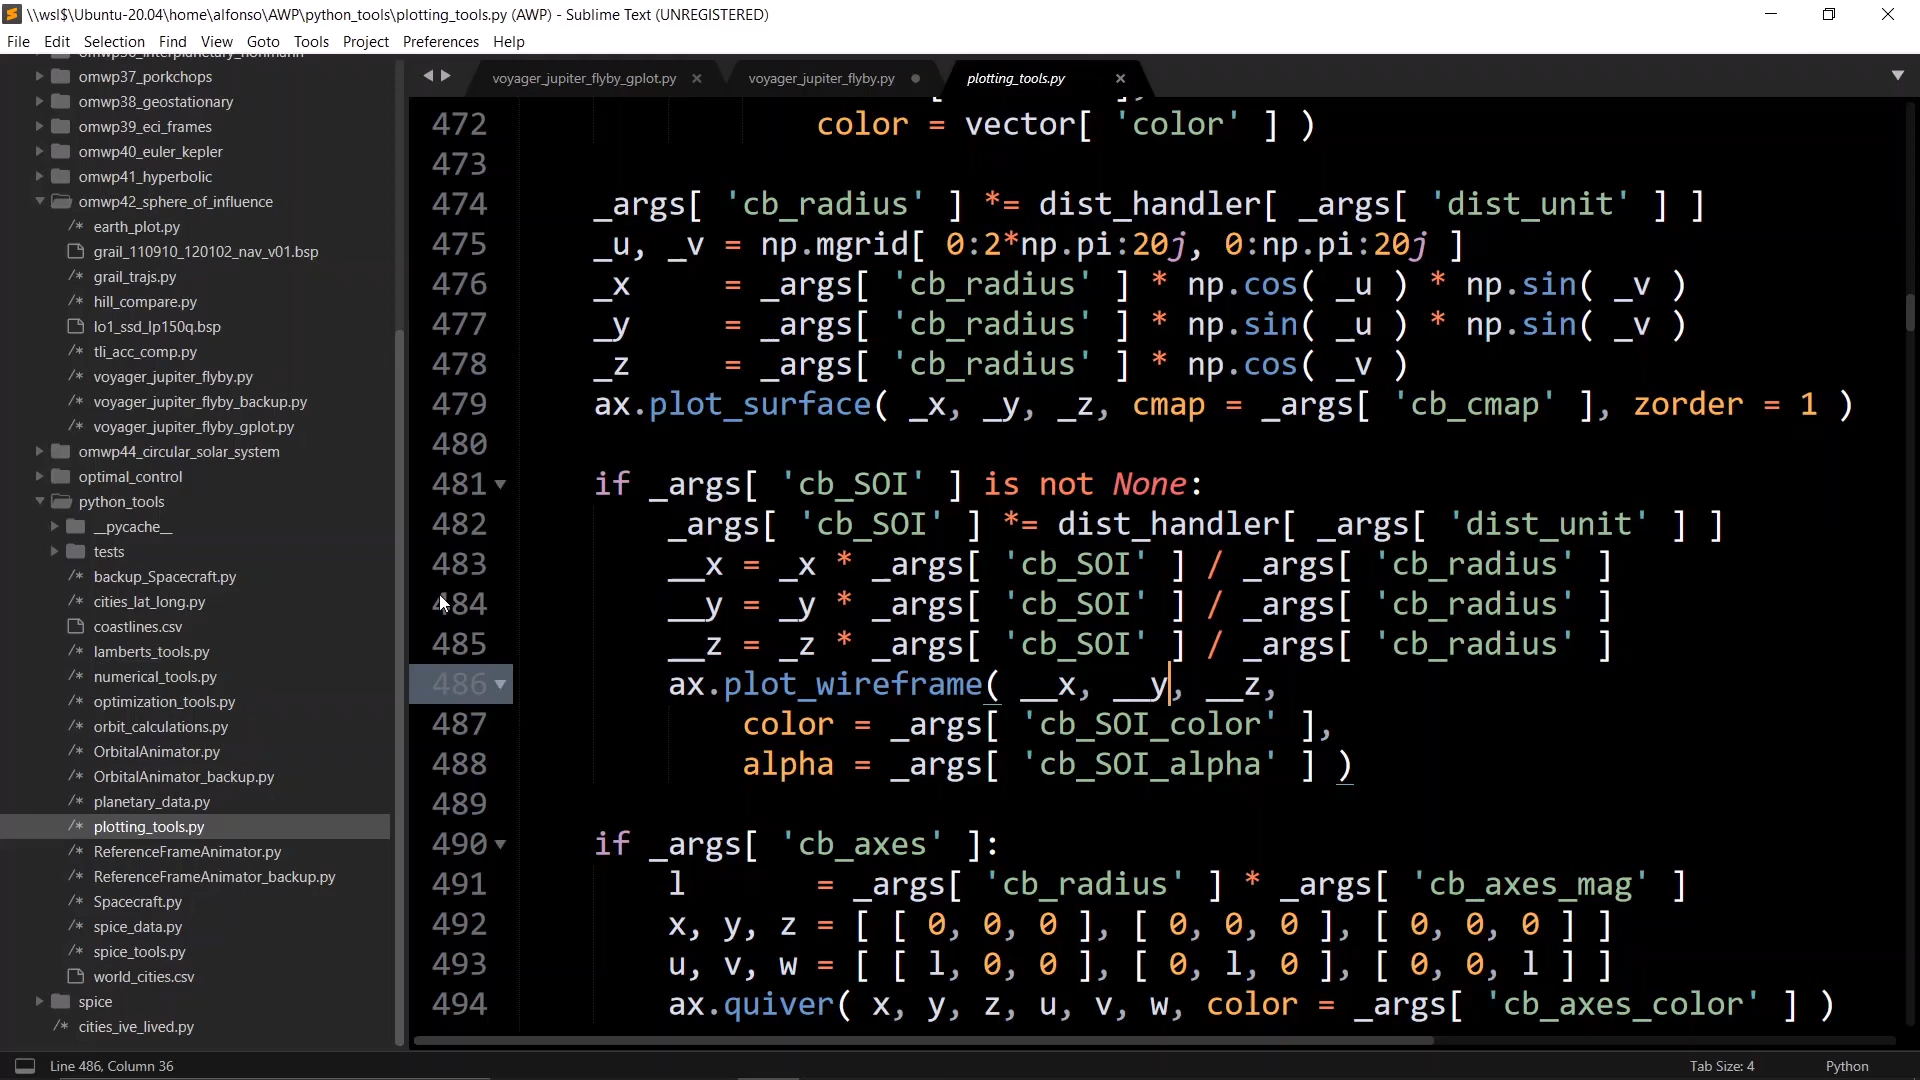 \\wsl$\Ubuntu-20.04\home\alfonso\AWP\python_tools\plotting_tools.py (AWP) - Sublime Text (UNREGISTERED)
File Edit Selection Find View Goto Tools Project Preferences Help
omwp37_porkchops
omwp38_geostationary
omwp39_eci_frames
omwp40_euler_kepler
omwp41_hyperbolic
omwp42_sphere_of_influence
earth_plot.py
grail_110910_120102_nav_v01.bsp
grail_trajs.py
hill_compare.py
lo1_ssd_lp150q.bsp
tli_acc_comp.py
voyager_jupiter_flyby.py
voyager_jupiter_flyby_backup.py
voyager_jupiter_flyby_gplot.py
omwp44_circular_solar_system
optimal_control
python_tools
__pycache__
tests
backup_Spacecraft.py
cities_lat_long.py
coastlines.csv
lamberts_tools.py
numerical_tools.py
optimization_tools.py
orbit_calculations.py
OrbitalAnimator.py
OrbitalAnimator_backup.py
planetary_data.py
plotting_tools.py
ReferenceFrameAnimator.py
ReferenceFrameAnimator_backup.py
Spacecraft.py
spice_data.py
spice_tools.py
world_cities.csv
spice
cities_ive_lived.py
voyager_jupiter_flyby_gplot.py voyager_jupiter_flyby.py plotting_tools.py
472 color = vector[ 'color' ] )
473
474 _args[ 'cb_radius' ] *= dist_handler[ _args[ 'dist_unit' ] ]
475 _u, _v = np.mgrid[ 0:2*np.pi:20j, 0:np.pi:20j ]
476 _x = _args[ 'cb_radius' ] * np.cos( _u ) * np.sin( _v )
477 _y = _args[ 'cb_radius' ] * np.sin( _u ) * np.sin( _v )
478 _z = _args[ 'cb_radius' ] * np.cos( _v )
479 ax.plot_surface( _x, _y, _z, cmap = _args[ 'cb_cmap' ], zorder = 1 )
480
481 if _args[ 'cb_SOI' ] is not None:
482 _args[ 'cb_SOI' ] *= dist_handler[ _args[ 'dist_unit' ] ]
483 __x = _x * _args[ 'cb_SOI' ] / _args[ 'cb_radius' ]
484 __y = _y * _args[ 'cb_SOI' ] / _args[ 'cb_radius' ]
485 __z = _z * _args[ 'cb_SOI' ] / _args[ 'cb_radius' ]
486 ax.plot_wireframe( __x, __y, __z,
487 color = _args[ 'cb_SOI_color' ],
488 alpha = _args[ 'cb_SOI_alpha' ] )
489
490 if _args[ 'cb_axes' ]:
491 l = _args[ 'cb_radius' ] * _args[ 'cb_axes_mag' ]
492 x, y, z = [ [ 0, 0, 0 ], [ 0, 0, 0 ], [ 0, 0, 0 ] ]
493 u, v, w = [ [ l, 0, 0 ], [ 0, l, 0 ], [ 0, 0, l ] ]
494 ax.quiver( x, y, z, u, v, w, color = _args[ 'cb_axes_color' ] )
Line 486, Column 36 Tab Size: 4 Python